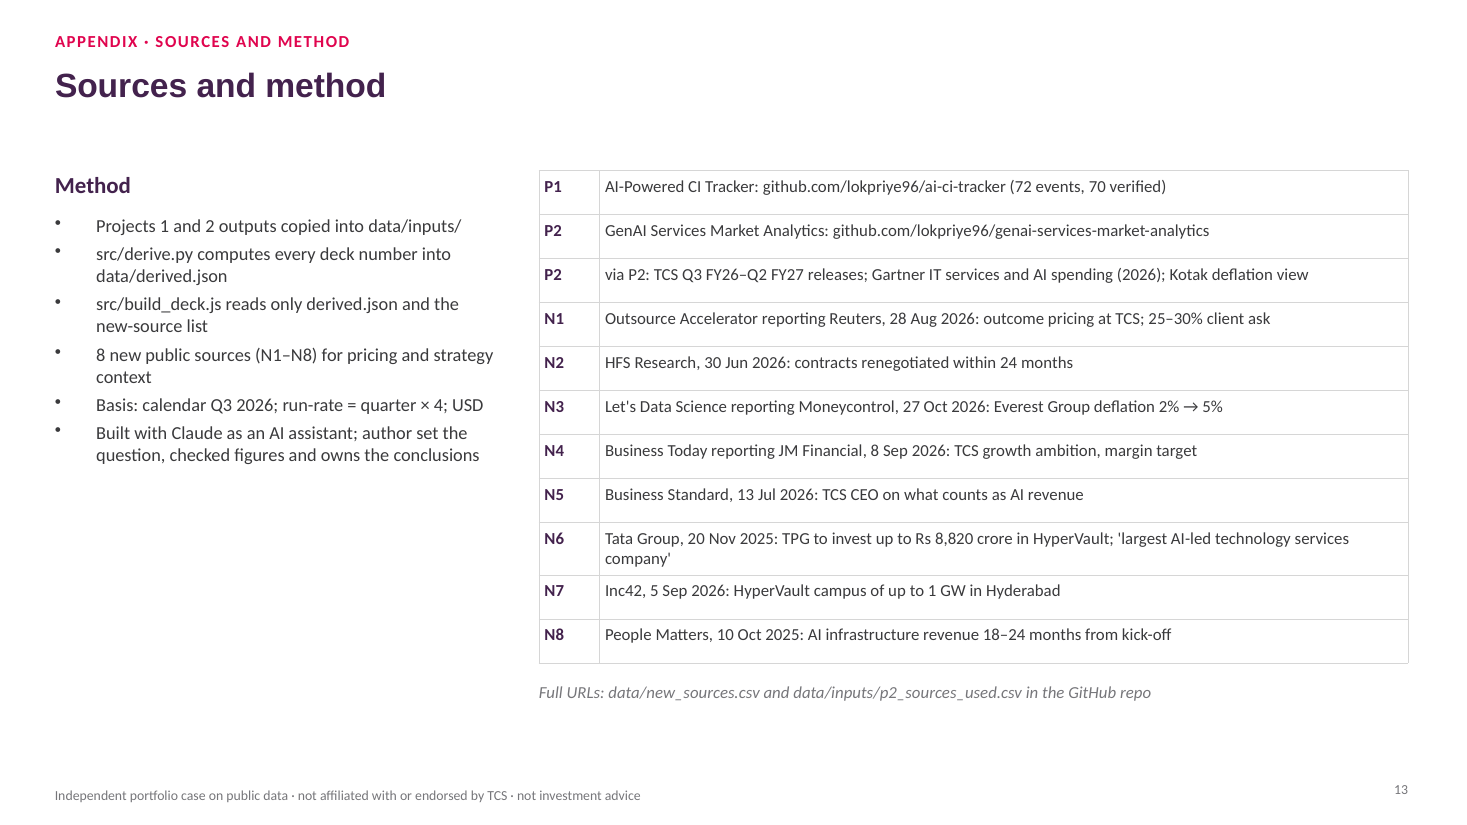 APPENDIX · SOURCES AND METHOD
Sources and method
Method
• Projects 1 and 2 outputs copied into data/inputs/
• src/derive.py computes every deck number into
data/derived.json
• src/build_deck.js reads only derived.json and the
new-source list
• 8 new public sources (N1–N8) for pricing and strategy
context
• Basis: calendar Q3 2026; run-rate = quarter × 4; USD
• Built with Claude as an AI assistant; author set the
question, checked figures and owns the conclusions
P1 AI-Powered CI Tracker: github.com/lokpriye96/ai-ci-tracker (72 events, 70 verified)
P2 GenAI Services Market Analytics: github.com/lokpriye96/genai-services-market-analytics
P2 via P2: TCS Q3 FY26–Q2 FY27 releases; Gartner IT services and AI spending (2026); Kotak deflation view
N1 Outsource Accelerator reporting Reuters, 28 Aug 2026: outcome pricing at TCS; 25–30% client ask
N2 HFS Research, 30 Jun 2026: contracts renegotiated within 24 months
N3 Let's Data Science reporting Moneycontrol, 27 Oct 2026: Everest Group deflation 2% → 5%
N4 Business Today reporting JM Financial, 8 Sep 2026: TCS growth ambition, margin target
N5 Business Standard, 13 Jul 2026: TCS CEO on what counts as AI revenue
N6 Tata Group, 20 Nov 2025: TPG to invest up to Rs 8,820 crore in HyperVault; 'largest AI-led technology services
company'
N7 Inc42, 5 Sep 2026: HyperVault campus of up to 1 GW in Hyderabad
N8 People Matters, 10 Oct 2025: AI infrastructure revenue 18–24 months from kick-off
Full URLs: data/new_sources.csv and data/inputs/p2_sources_used.csv in the GitHub repo
Independent portfolio case on public data · not affiliated with or endorsed by TCS · not investment advice
13